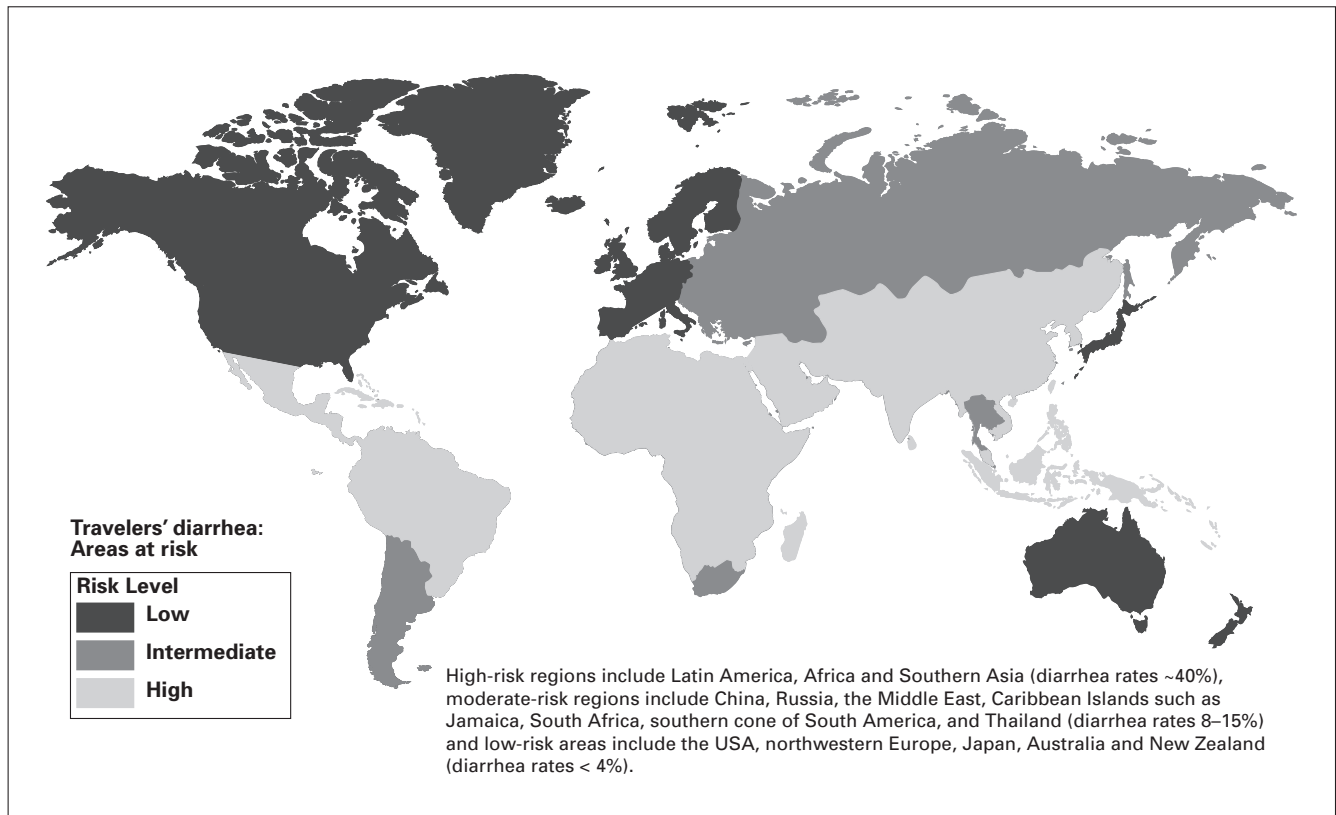 Travelers’ diarrhea:
Areas at risk
Risk Level
Low
Intermediate
High
High-risk regions include Latin America, Africa and Southern Asia (diarrhea rates ~40%),
moderate-risk regions include China, Russia, the Middle East, Caribbean Islands such as
Jamaica, South Africa, southern cone of South America, and Thailand (diarrhea rates 8–15%)
and low-risk areas include the USA, northwestern Europe, Japan, Australia and New Zealand
(diarrhea rates < 4%).